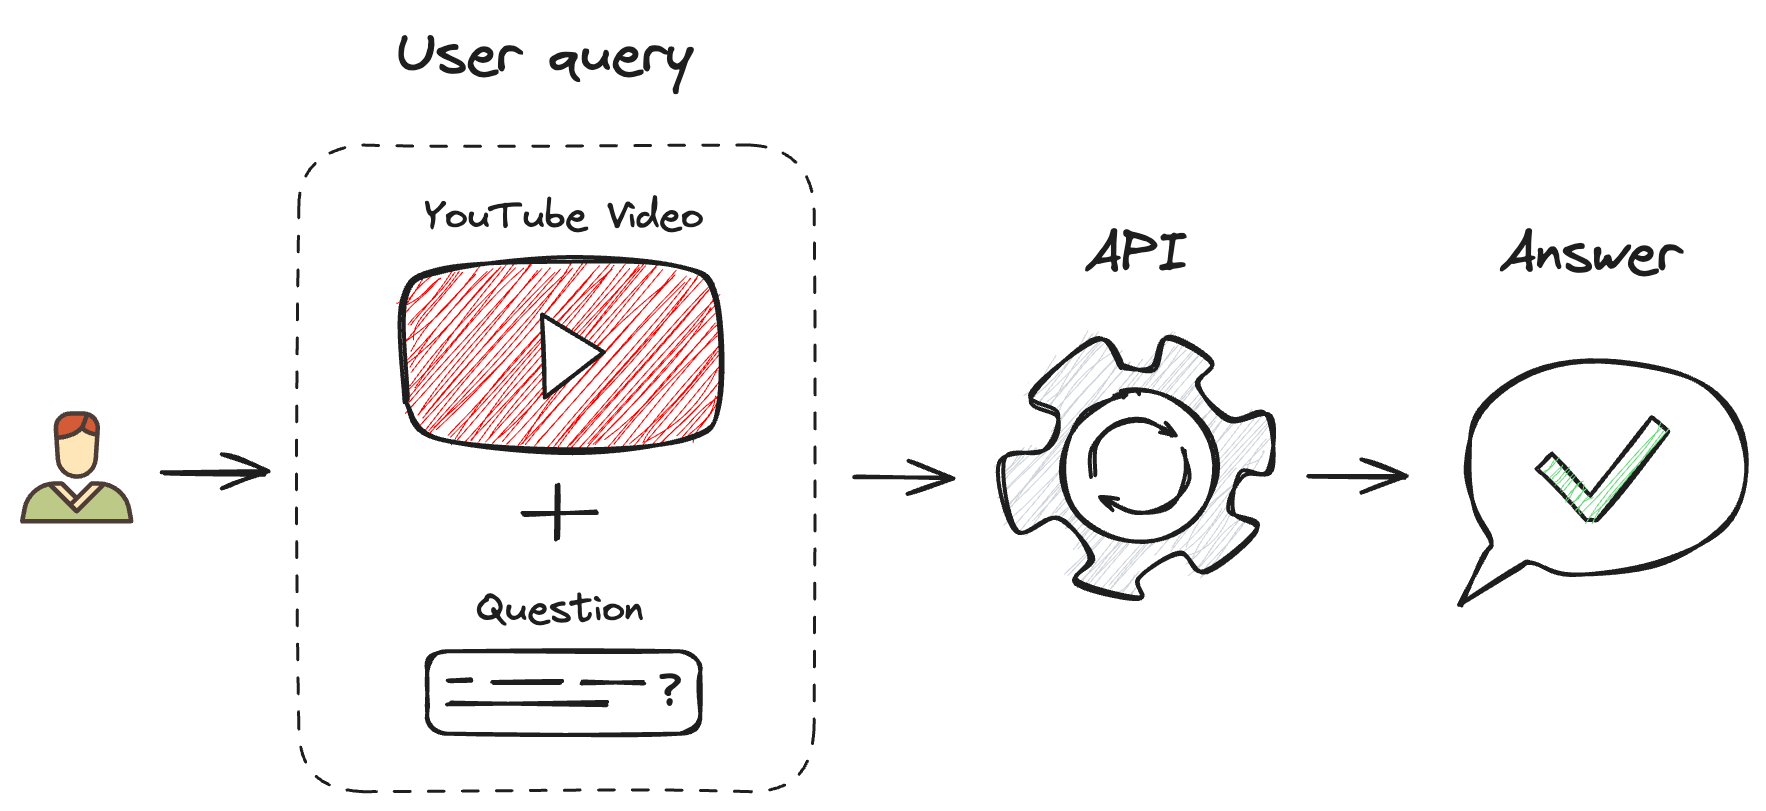 User query
YouTube Video
Question
?
API
Answer